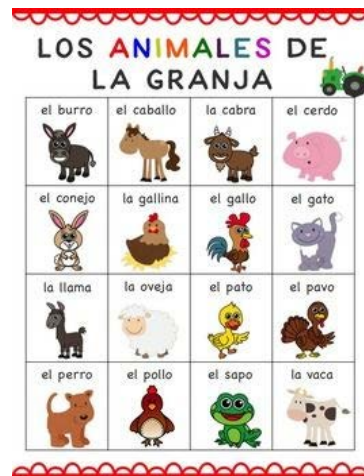 LOS ANIMALES DE
LA GRANJA
el burro el caballo la cabra el cerdo
el conejo la gallina el gallo el gato
la llama la oveja el pato el pavo
el perro el pollo el sapo la vaca